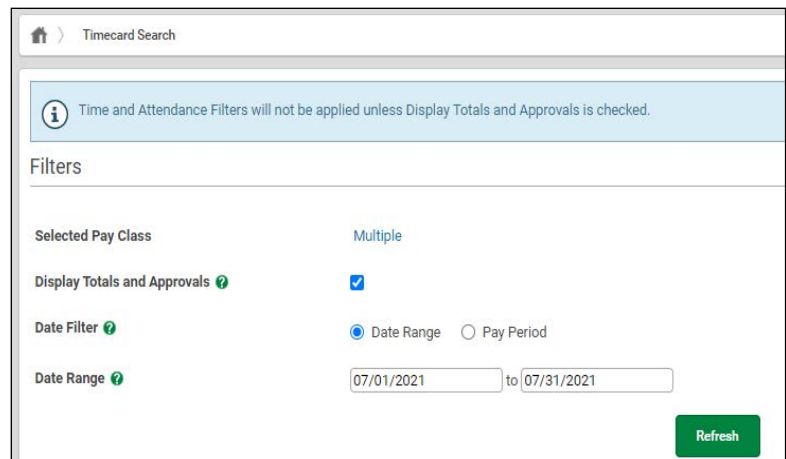 Timecard Search
Time and Attendance Filters will not be applied unless Display Totals and Approvals is checked.
Filters
Selected Pay Class Multiple
Display Totals and Approvals ?
Date Filter ? Date Range Pay Period
Date Range ? 07/01/2021 to 07/31/2021
Refresh